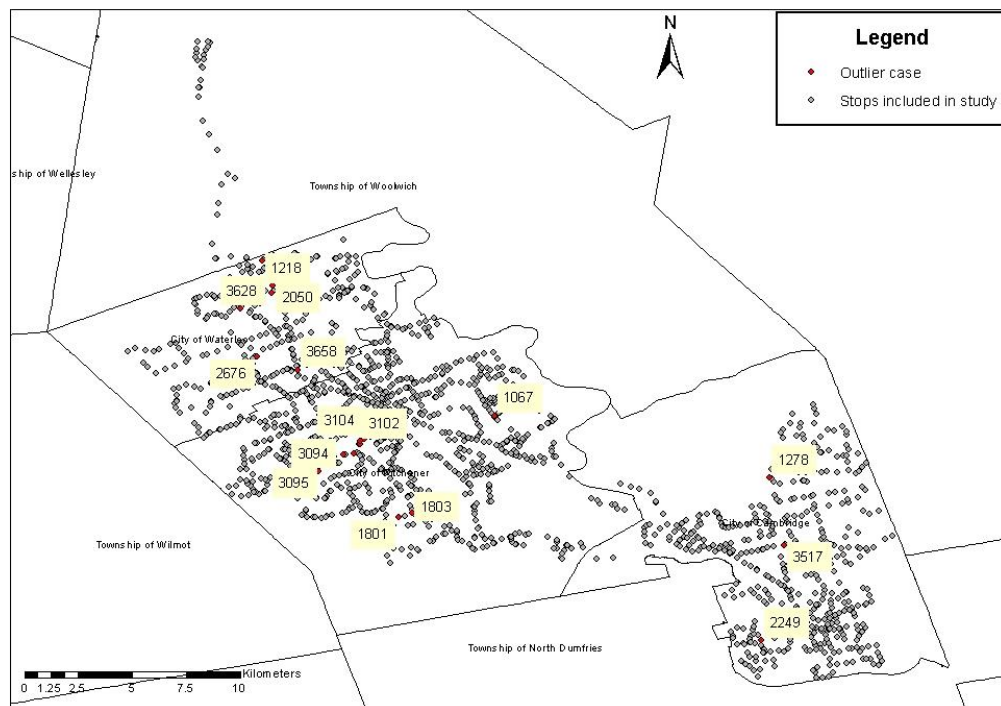 N
Legend
Outlier case
Stops included in study
ship of Wellesley
Township of Woolwich
1218
3628
2050
City of Waterloo
3658
2676
1067
3104
3102
3094
City of Kitchener
1278
3095
1803
City of Cambridge
1801
Township of Wilmot
3517
2249
Township of North Dumfries
Kilometers
0 1.25 2.5 5 7.5 10